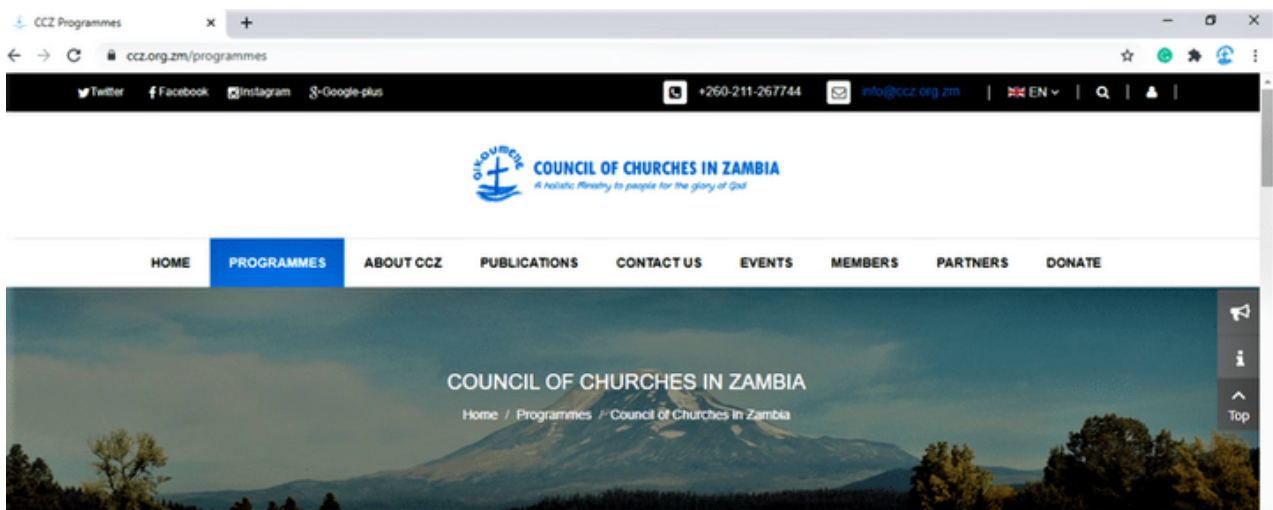 CCZ Programmes
ccz.org.zm/programmes
Twitter Facebook Instagram Google-plus +260-211-267744 info@ccz.org.zm | EN | |
OIKOUMENE
COUNCIL OF CHURCHES IN ZAMBIA
A holistic Ministry to people for the glory of God
HOME PROGRAMMES ABOUT CCZ PUBLICATIONS CONTACT US EVENTS MEMBERS PARTNERS DONATE
COUNCIL OF CHURCHES IN ZAMBIA
Home / Programmes / Council of Churches in Zambia
Top